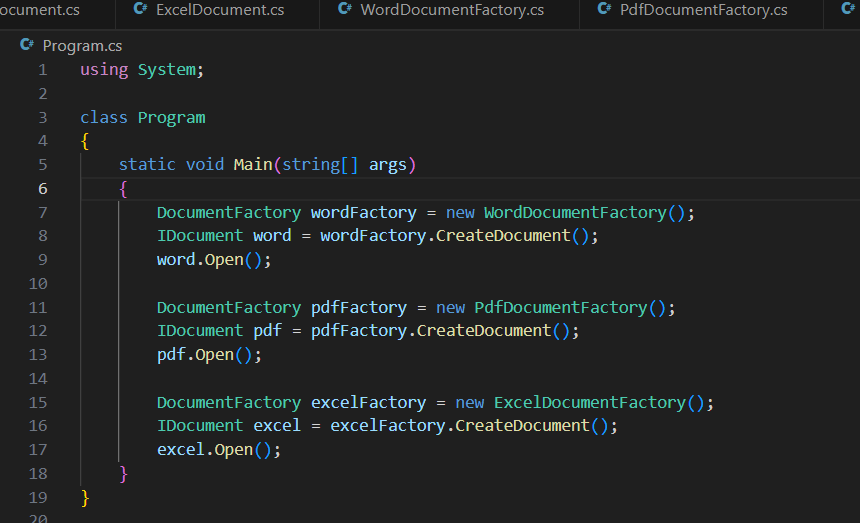 ocument.cs
C# ExcelDocument.cs
C# WordDocumentFactory.cs
C# PdfDocumentFactory.cs
C#
C# Program.cs
1 using System;
2
3 class Program
4 {
5 static void Main(string[] args)
6 {
7 DocumentFactory wordFactory = new WordDocumentFactory();
8 IDocument word = wordFactory.CreateDocument();
9 word.Open();
10
11 DocumentFactory pdfFactory = new PdfDocumentFactory();
12 IDocument pdf = pdfFactory.CreateDocument();
13 pdf.Open();
14
15 DocumentFactory excelFactory = new ExcelDocumentFactory();
16 IDocument excel = excelFactory.CreateDocument();
17 excel.Open();
18 }
19 }
20